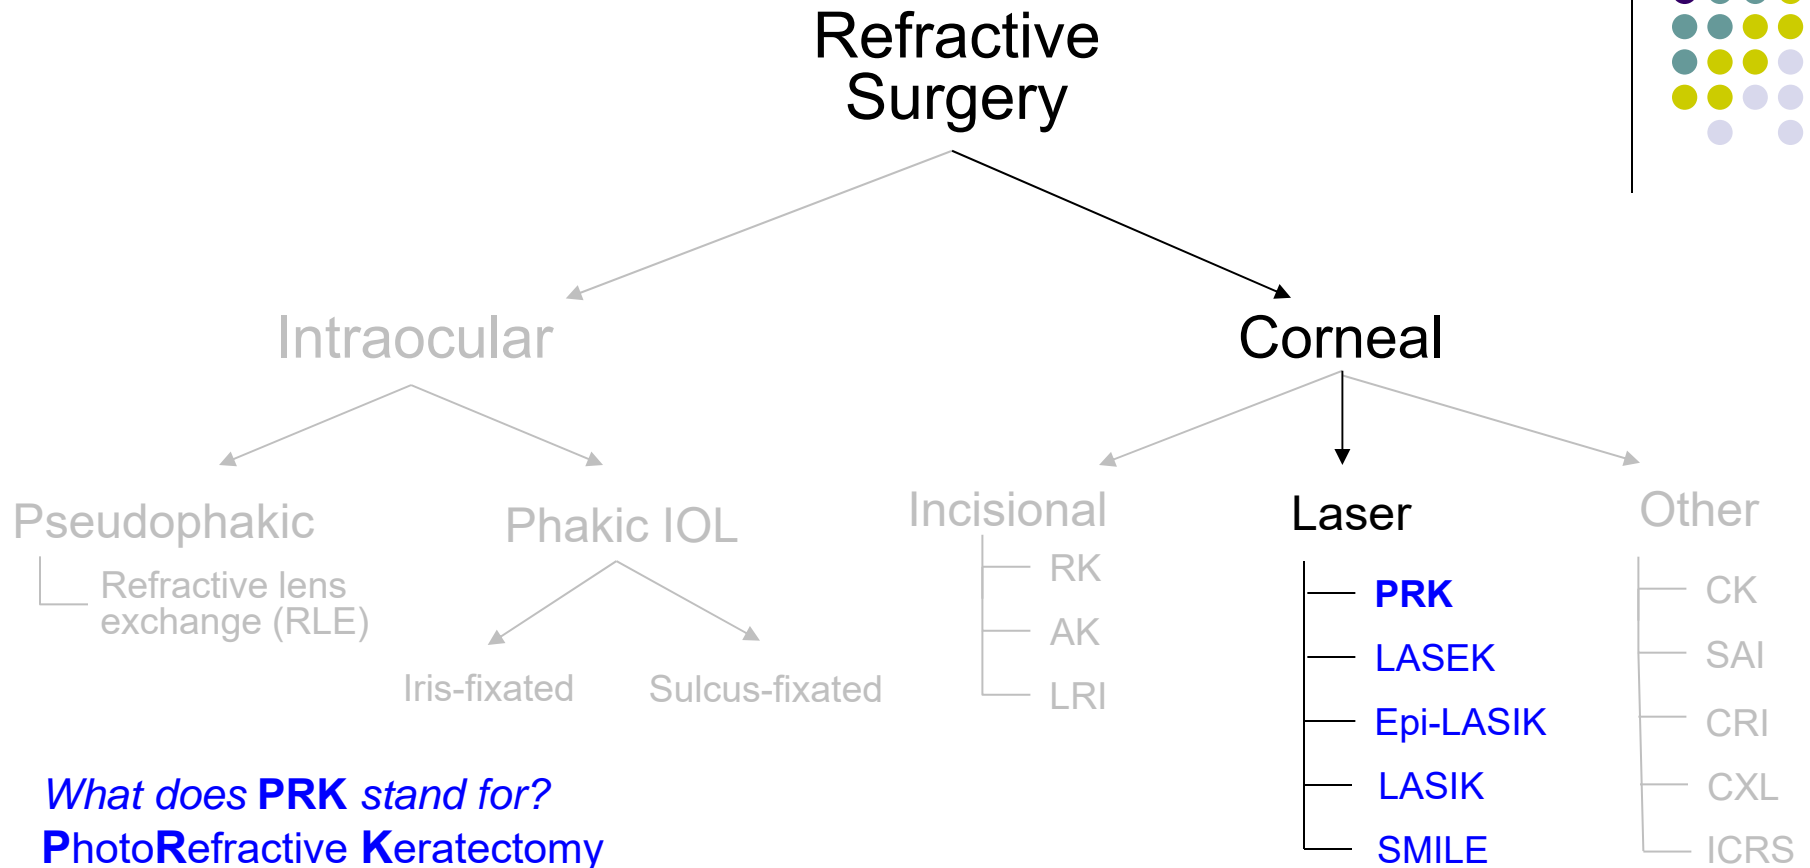 Refractive
Surgery
Intraocular
Corneal
Pseudophakic
Phakic IOL
Incisional
Laser
Other
Refractive lens
exchange (RLE)
Iris-fixated
Sulcus-fixated
RK
AK
LRI
PRK
LASEK
Epi-LASIK
LASIK
SMILE
CK
SAI
CRI
CXL
ICRS
What does PRK stand for?
PhotoRefractive Keratectomy